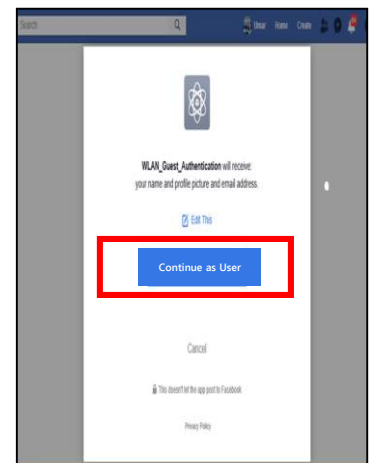 Search
Umar Home Create
WLAN_Guest_Authentication will receive:
your name and profile picture and email address.
Edit This
Continue as User
Cancel
This doesn't let the app post to Facebook
Privacy Policy